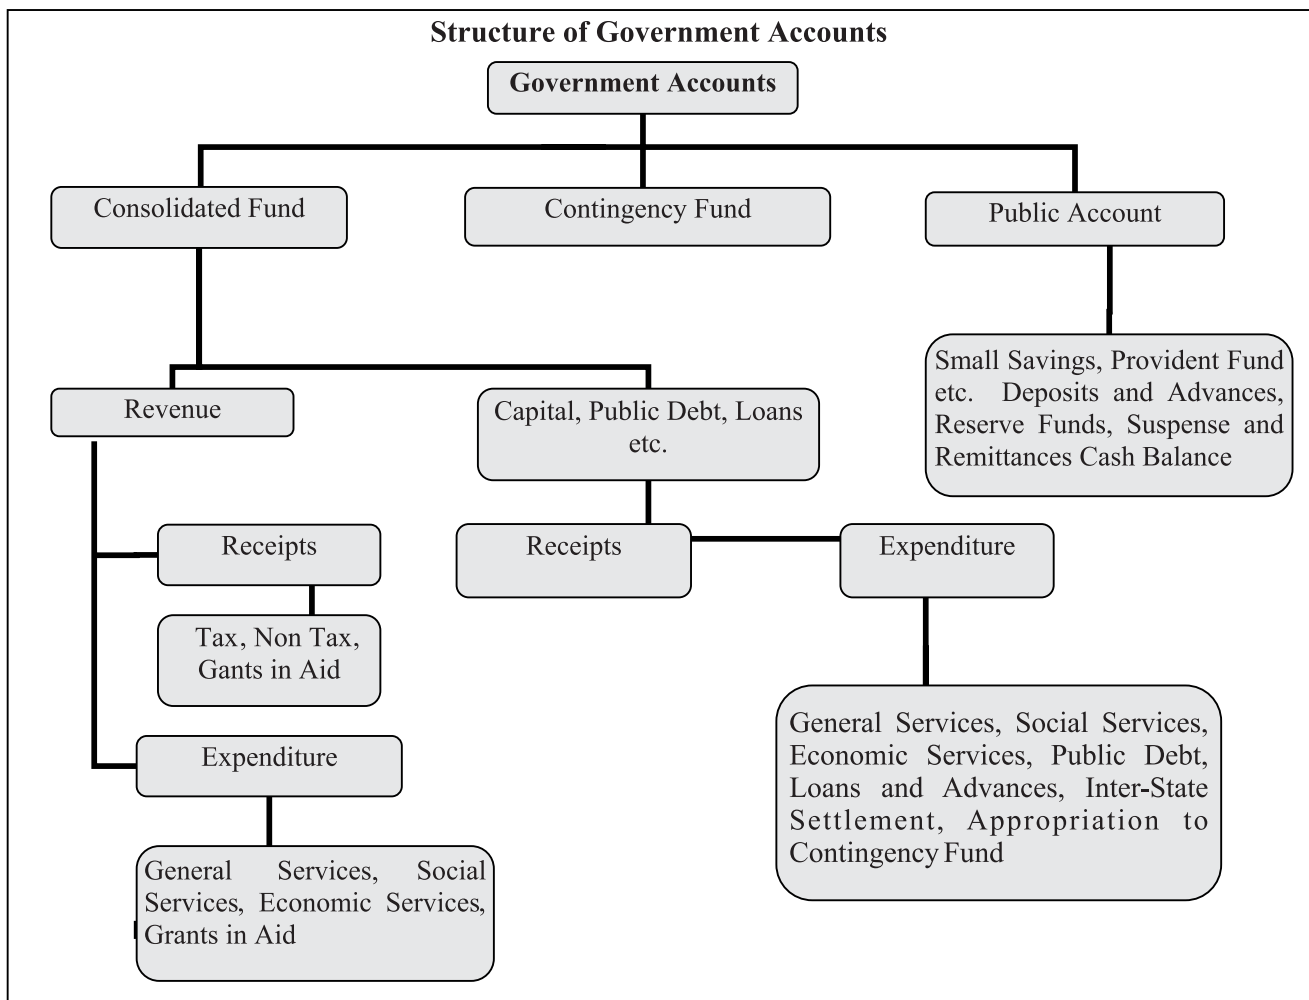 Structure of Government Accounts
Government Accounts
Consolidated Fund
Contingency Fund
Public Account
Small Savings, Provident Fund
etc. Deposits and Advances,
Reserve Funds, Suspense and
Remittances Cash Balance
Revenue
Capital, Public Debt, Loans
etc.
Receipts
Receipts
Expenditure
Tax, Non Tax,
Gants in Aid
Expenditure
General Services, Social Services,
Economic Services, Public Debt,
Loans and Advances, Inter-State
Settlement, Appropriation to
Contingency Fund
General Services, Social
Services, Economic Services,
Grants in Aid